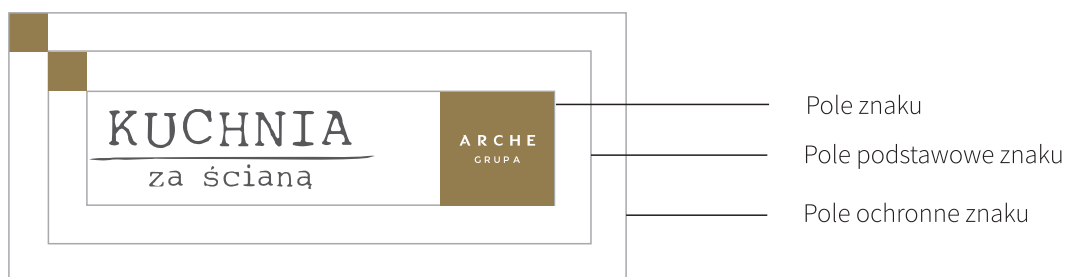 KUCHNIA
za ścianą
ARCHE
GRUPA
Pole znaku
Pole podstawowe znaku
Pole ochronne znaku